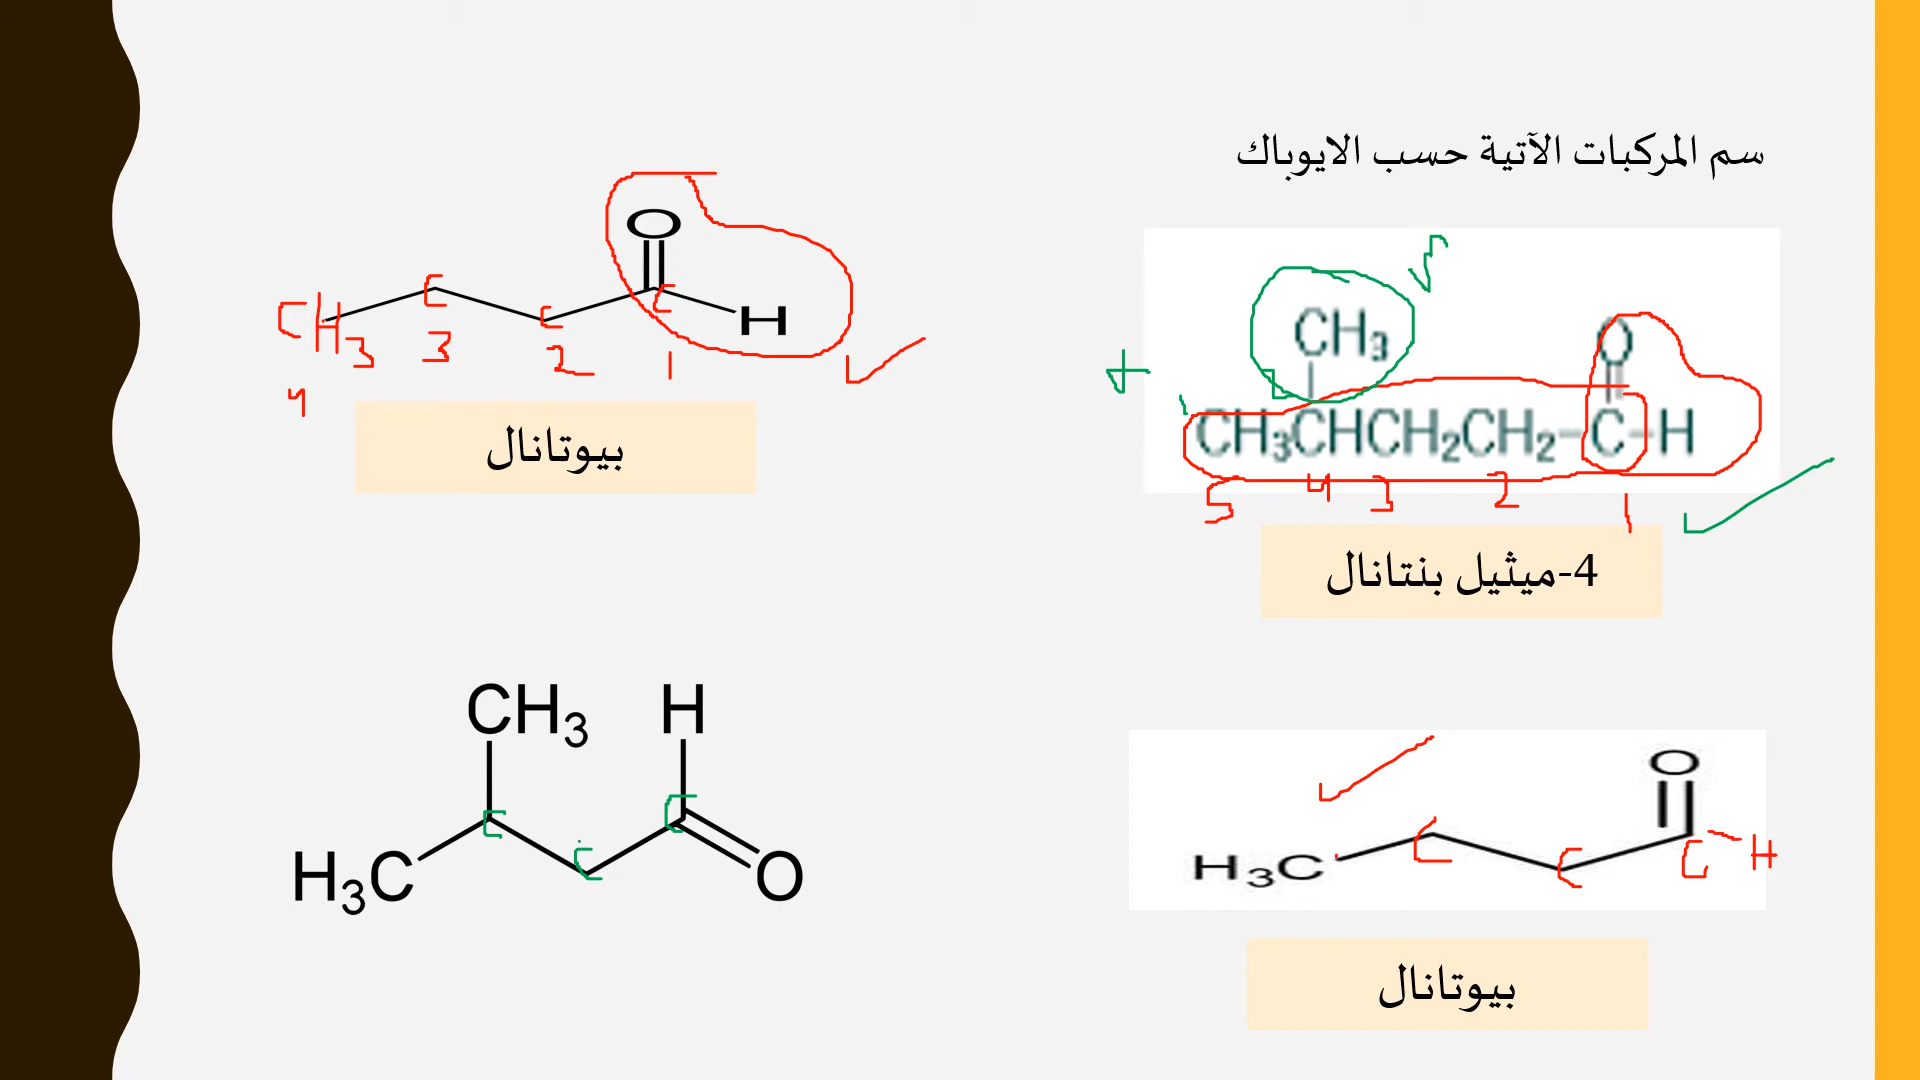 سم المركبات الآتية حسب الايوباك
CH3
O
CH3CHCH2CH2-C-H
5 4 3 2 1
4-ميثيل بنتانال
O
H
CH3 C C C
3 2 1
4
بيوتانال
O
H3C C C C H
بيوتانال
CH3 H
C C C
H3C O